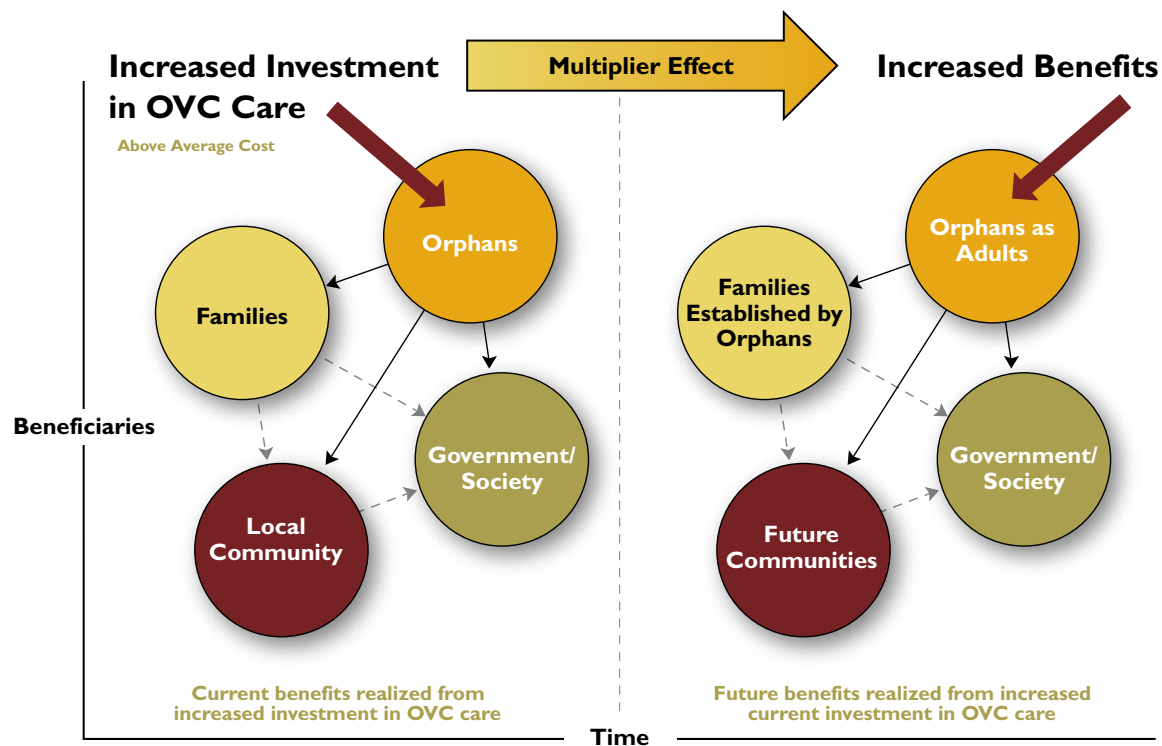 Increased Investment
in OVC Care
Above Average Cost
Multiplier Effect
Increased Benefits
Orphans
Families
Government/
Society
Local
Community
Orphans as
Adults
Families
Established by
Orphans
Government/
Society
Future
Communities
Beneficiaries
Current benefits realized from
increased investment in OVC care
Future benefits realized from increased
current investment in OVC care
Time